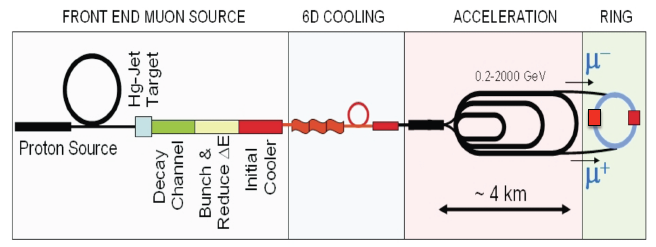 FRONT END MUON SOURCE
6D COOLING
ACCELERATION
RING
Proton Source
Hg-Jet
Target
Decay
Channel
Bunch &
Reduce ΔE
Initial
Cooler
0.2-2000 GeV
~ 4 km
μ⁻
μ⁺